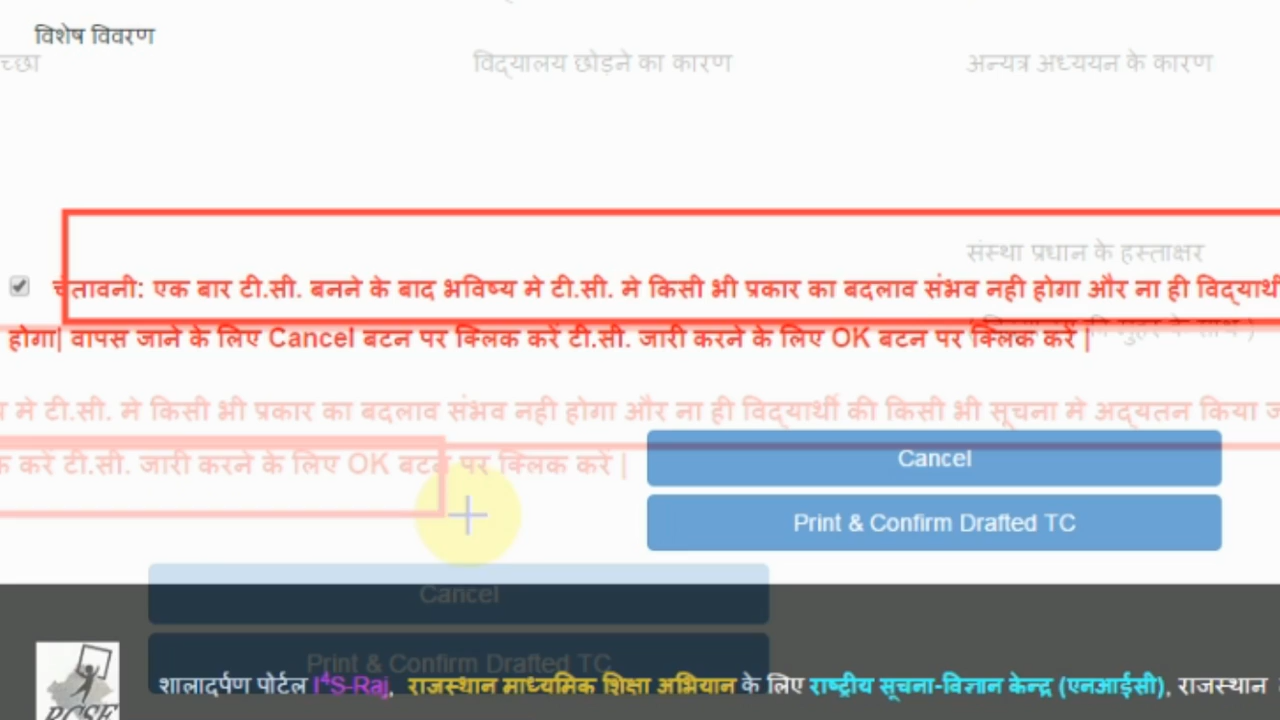 विशेष विवरण
च्छा विद्यालय छोड़ने का कारण अन्यत्र अध्ययन के कारण
संस्था प्रधान के हस्ताक्षर
चेतावनी: एक बार टी.सी. बनने के बाद भविष्य मे टी.सी. मे किसी भी प्रकार का बदलाव संभव नही होगा और ना ही विद्यार्थी
होगा| वापस जाने के लिए Cancel बटन पर क्लिक करें टी.सी. जारी करने के लिए OK बटन पर क्लिक करें |
मे टी.सी. मे किसी भी प्रकार का बदलाव संभव नही होगा और ना ही विद्यार्थी की किसी भी सूचना मे अद्यतन किया
करें टी.सी. जारी करने के लिए OK बटन पर क्लिक करें |
Cancel
Print & Confirm Drafted TC
Cancel
Print & Confirm Drafted TC
शालादर्पण पोर्टल I4S-Raj, राजस्थान माध्यमिक शिक्षा अभियान के लिए राष्ट्रीय सूचना-विज्ञान केन्द्र (एनआईसी), राजस्थान